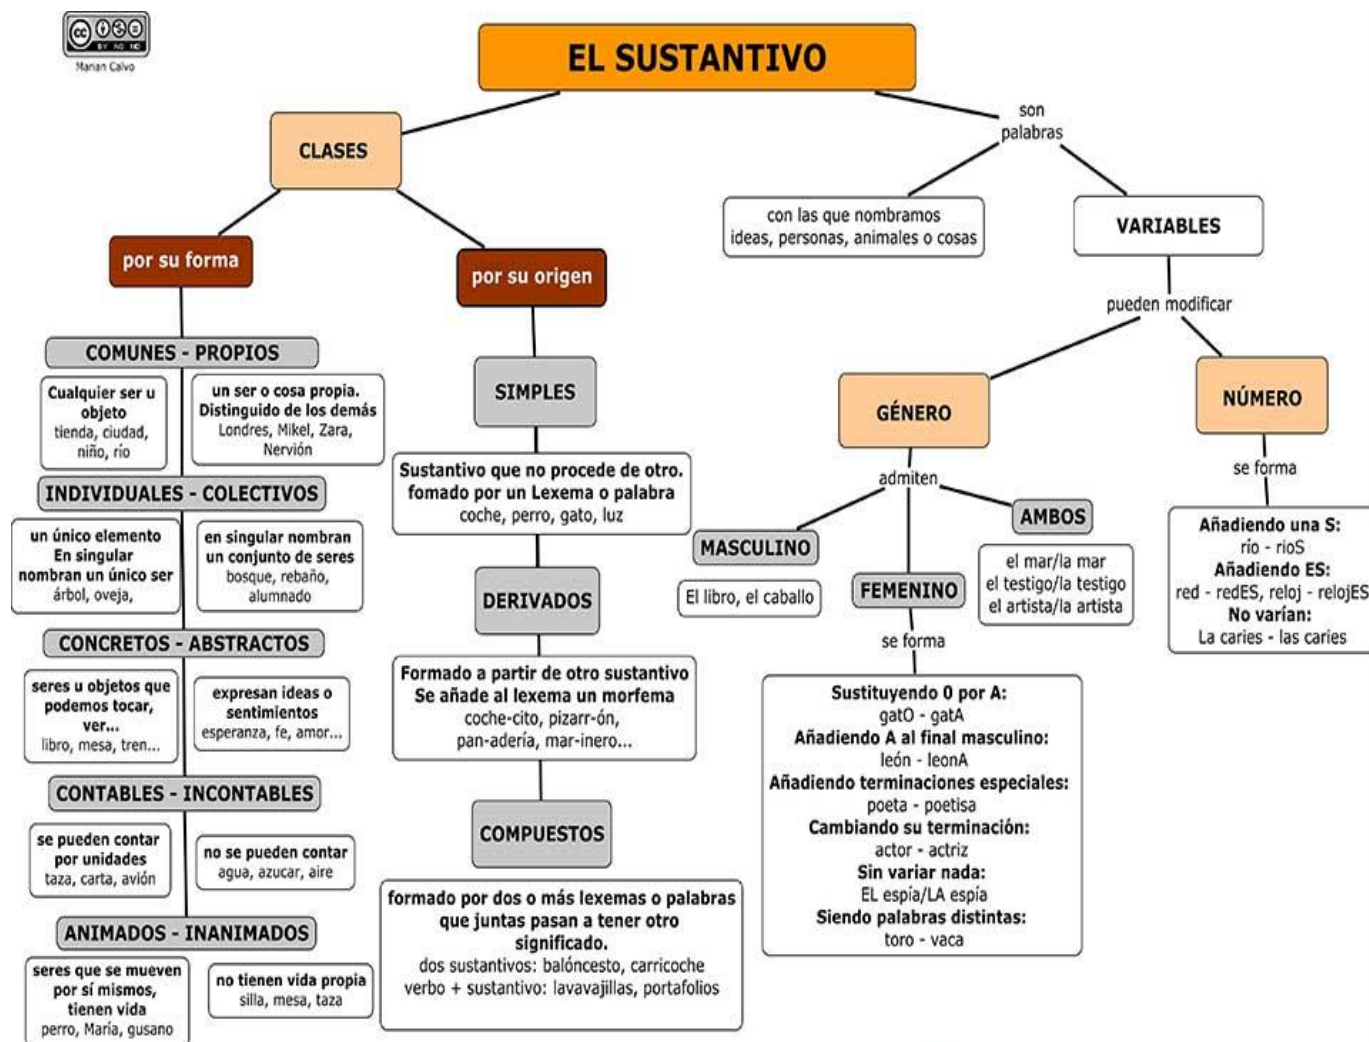 CC BY NC ND
Marian Calvo
EL SUSTANTIVO
CLASES
son
palabras
con las que nombramos
ideas, personas, animales o cosas
VARIABLES
pueden modificar
por su forma
por su origen
COMUNES - PROPIOS
Cualquier ser u
objeto
tienda, ciudad,
niño, río
un ser o cosa propia.
Distinguido de los demás
Londres, Mikel, Zara,
Nervión
INDIVIDUALES - COLECTIVOS
un único elemento
En singular
nombran un único ser
árbol, oveja,
en singular nombran
un conjunto de seres
bosque, rebaño,
alumnado
CONCRETOS - ABSTRACTOS
seres u objetos que
podemos tocar,
ver...
libro, mesa, tren...
expresan ideas o
sentimientos
esperanza, fe, amor...
CONTABLES - INCONTABLES
se pueden contar
por unidades
taza, carta, avión
no se pueden contar
agua, azucar, aire
ANIMADOS - INANIMADOS
seres que se mueven
por sí mismos,
tienen vida
perro, María, gusano
no tienen vida propia
silla, mesa, taza
SIMPLES
Sustantivo que no procede de otro.
fomado por un Lexema o palabra
coche, perro, gato, luz
DERIVADOS
Formado a partir de otro sustantivo
Se añade al lexema un morfema
coche-cito, pizarr-ón,
pan-adería, mar-inero...
COMPUESTOS
formado por dos o más lexemas o palabras
que juntas pasan a tener otro
significado.
dos sustantivos: balóncesto, carricoche
verbo + sustantivo: lavavajillas, portafolios
GÉNERO
admiten
MASCULINO
El libro, el caballo
FEMENINO
AMBOS
el mar/la mar
el testigo/la testigo
el artista/la artista
se forma
Sustituyendo O por A:
gatO - gatA
Añadiendo A al final masculino:
león - leonA
Añadiendo terminaciones especiales:
poeta - poetisa
Cambiando su terminación:
actor - actriz
Sin variar nada:
EL espía/LA espía
Siendo palabras distintas:
toro - vaca
NÚMERO
se forma
Añadiendo una S:
río - rioS
Añadiendo ES:
red - redES, reloj - relojES
No varían:
La caries - las caries